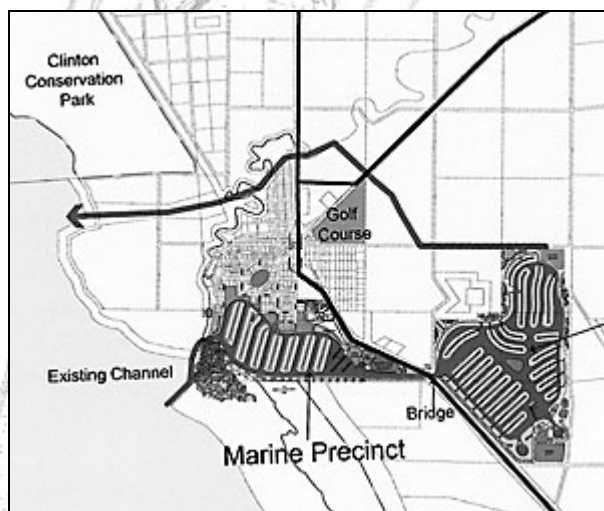 Clinton
Conservation
Park
Golf
Course
Existing Channel
Bridge
Marine Precinct